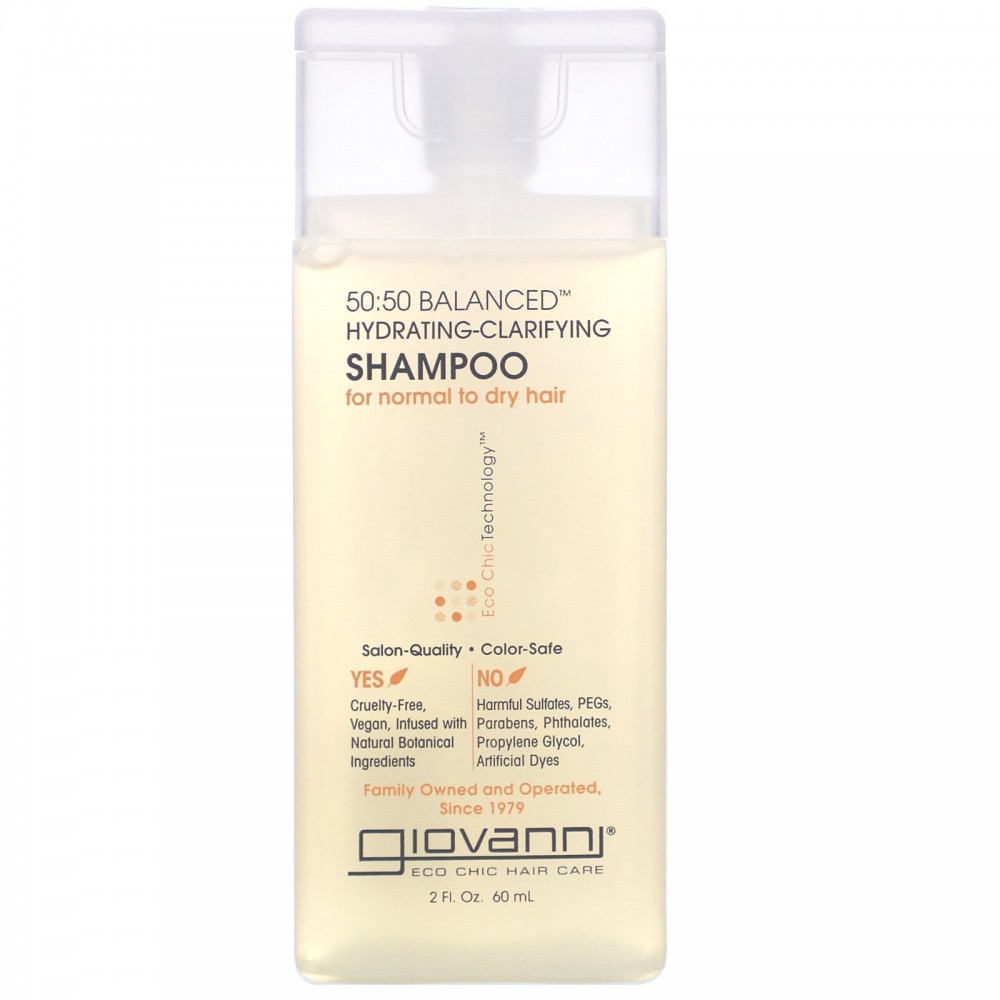 50:50 BALANCED™
HYDRATING-CLARIFYING
SHAMPOO
for normal to dry hair
Eco Chic Technology™
Salon-Quality • Color-Safe
YES
Cruelty-Free,
Vegan, Infused with
Natural Botanical
Ingredients
NO
Harmful Sulfates, PEGs,
Parabens, Phthalates,
Propylene Glycol,
Artificial Dyes
Family Owned and Operated,
Since 1979
giovanni®
ECO CHIC HAIR CARE
2 Fl. Oz. 60 mL